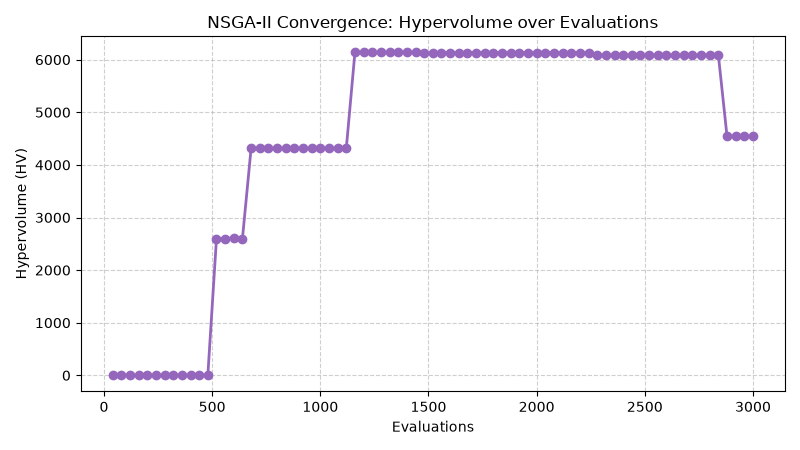 NSGA-II Convergence: Hypervolume over Evaluations
6000
5000
4000
3000
2000
1000
0
Hypervolume (HV)
0 500 1000 1500 2000 2500 3000
Evaluations